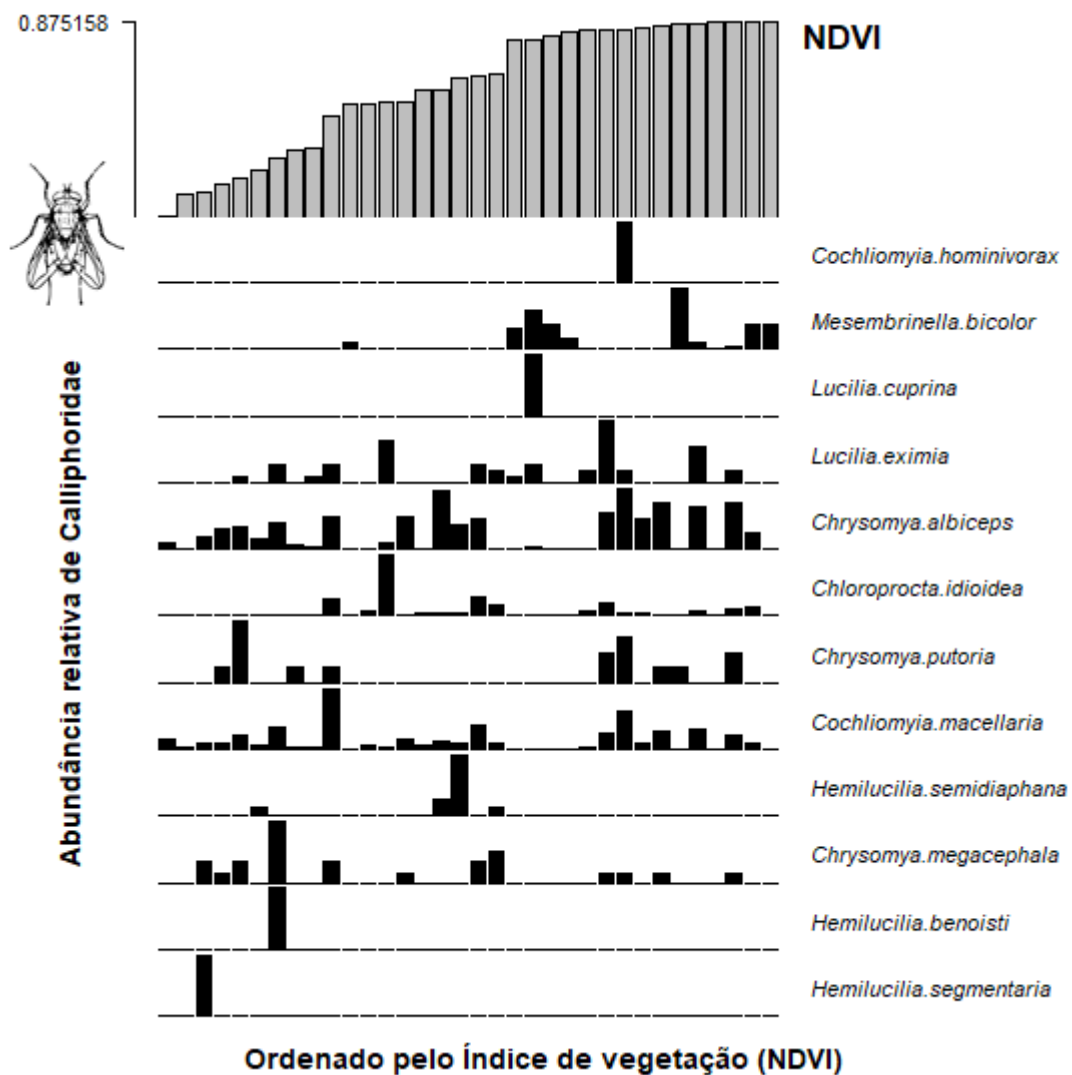 0.875158
NDVI
Cochliomyia.hominivorax
Mesembrinella.bicolor
Lucilia.cuprina
Lucilia.eximia
Chrysomya.albiceps
Chloroprocta.idioidea
Chrysomya.putoria
Cochliomyia.macellaria
Hemilucilia.semidiaphana
Chrysomya.megacephala
Hemilucilia.benoisti
Hemilucilia.segmentaria
Abundância relativa de Calliphoridae
Ordenado pelo Índice de vegetação (NDVI)